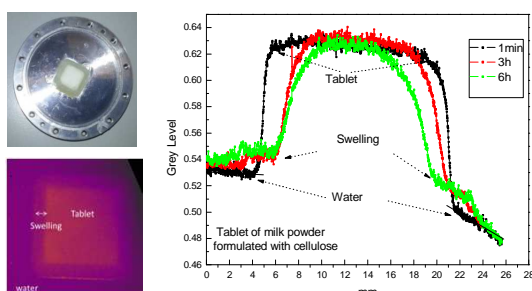 Tablet
Swelling
water
Grey Level
0.64
0.62
0.60
0.58
0.56
0.54
0.52
0.50
0.48
0.46
1min
3h
6h
Tablet
Swelling
Water
Tablet of milk powder
formulated with cellulose
0 2 4 6 8 10 12 14 16 18 20 22 24 26 28
mm